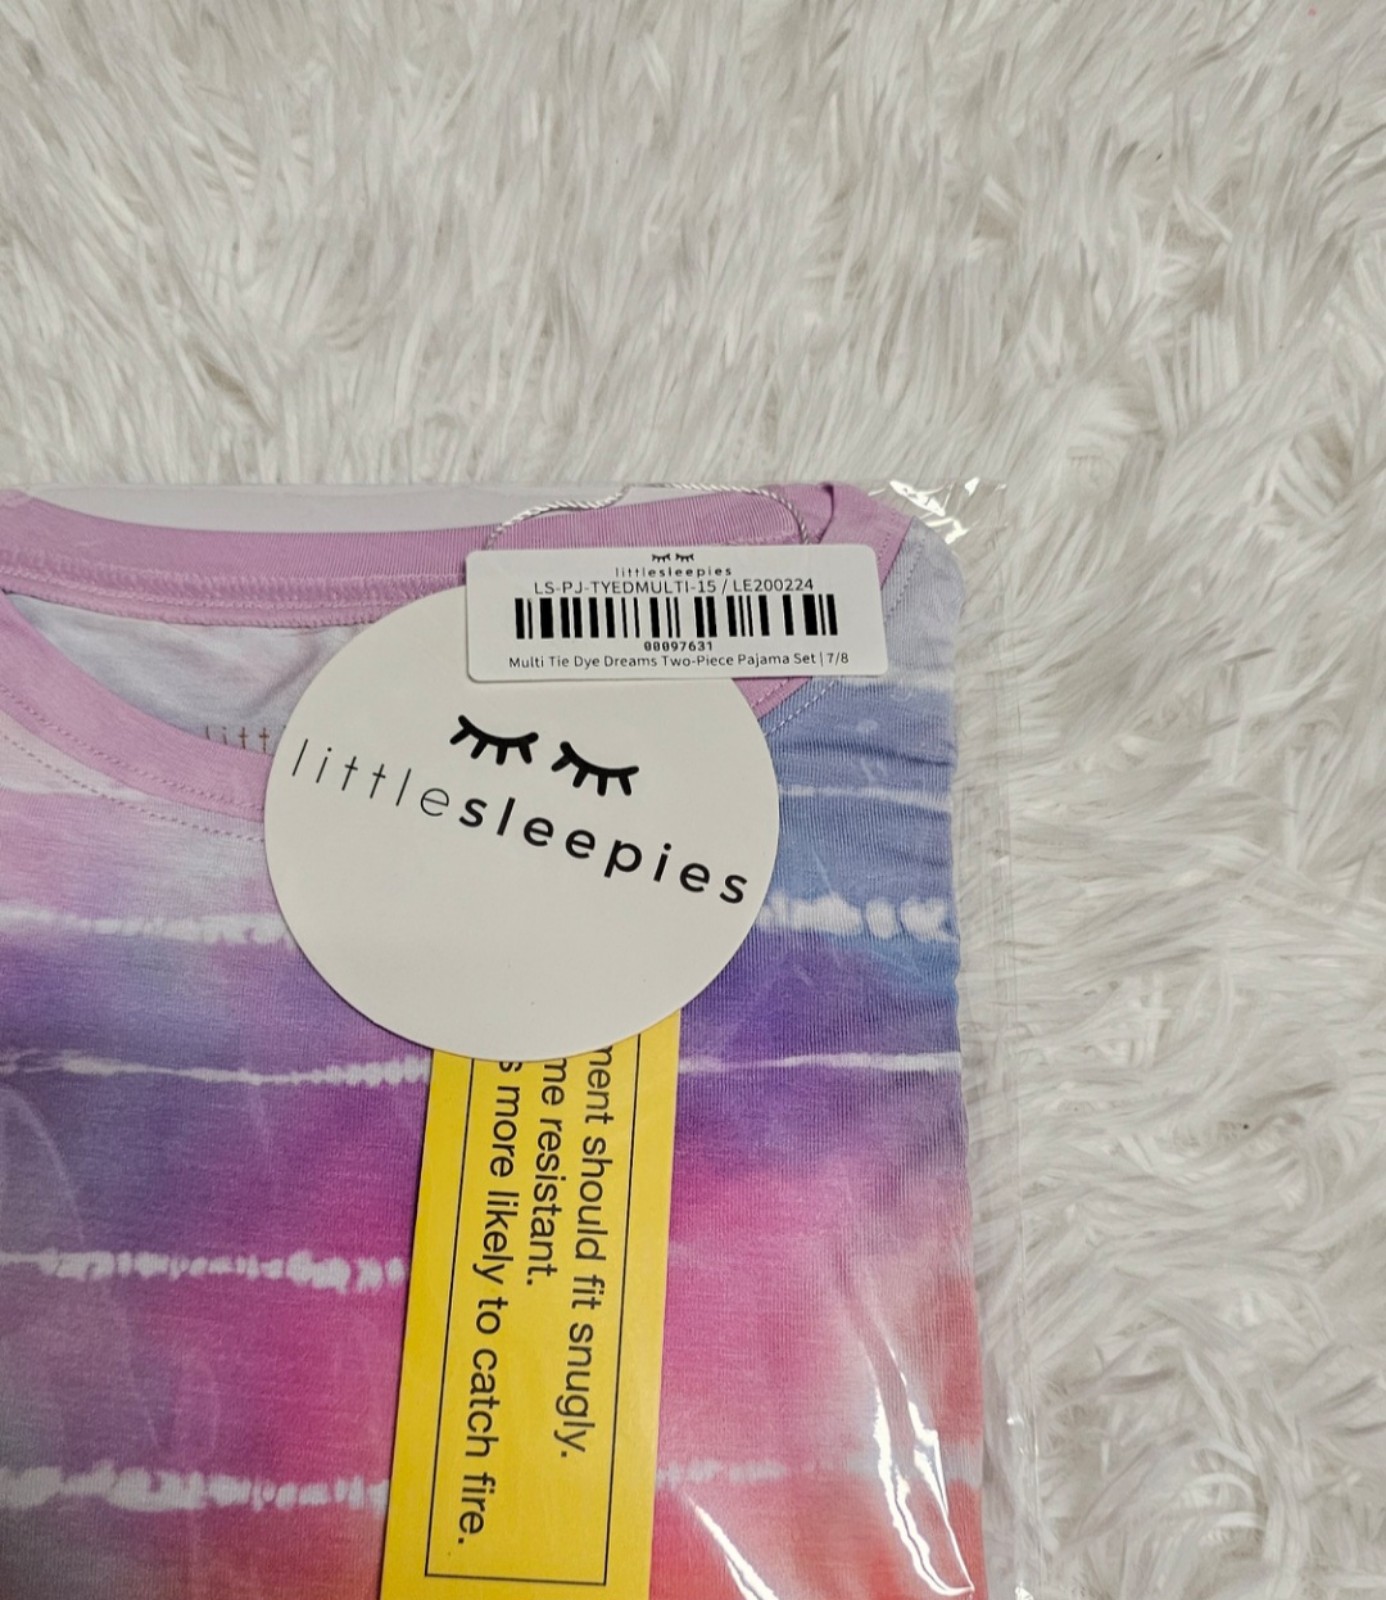 littlesleepies
LS-PJ-TYEDMULTI-15 / LE200224
00097631
Multi Tie Dye Dreams Two-Piece Pajama Set | 7/8
litt
littlesleepies
ment should fit snugly.
me resistant.
s more likely to catch fire.